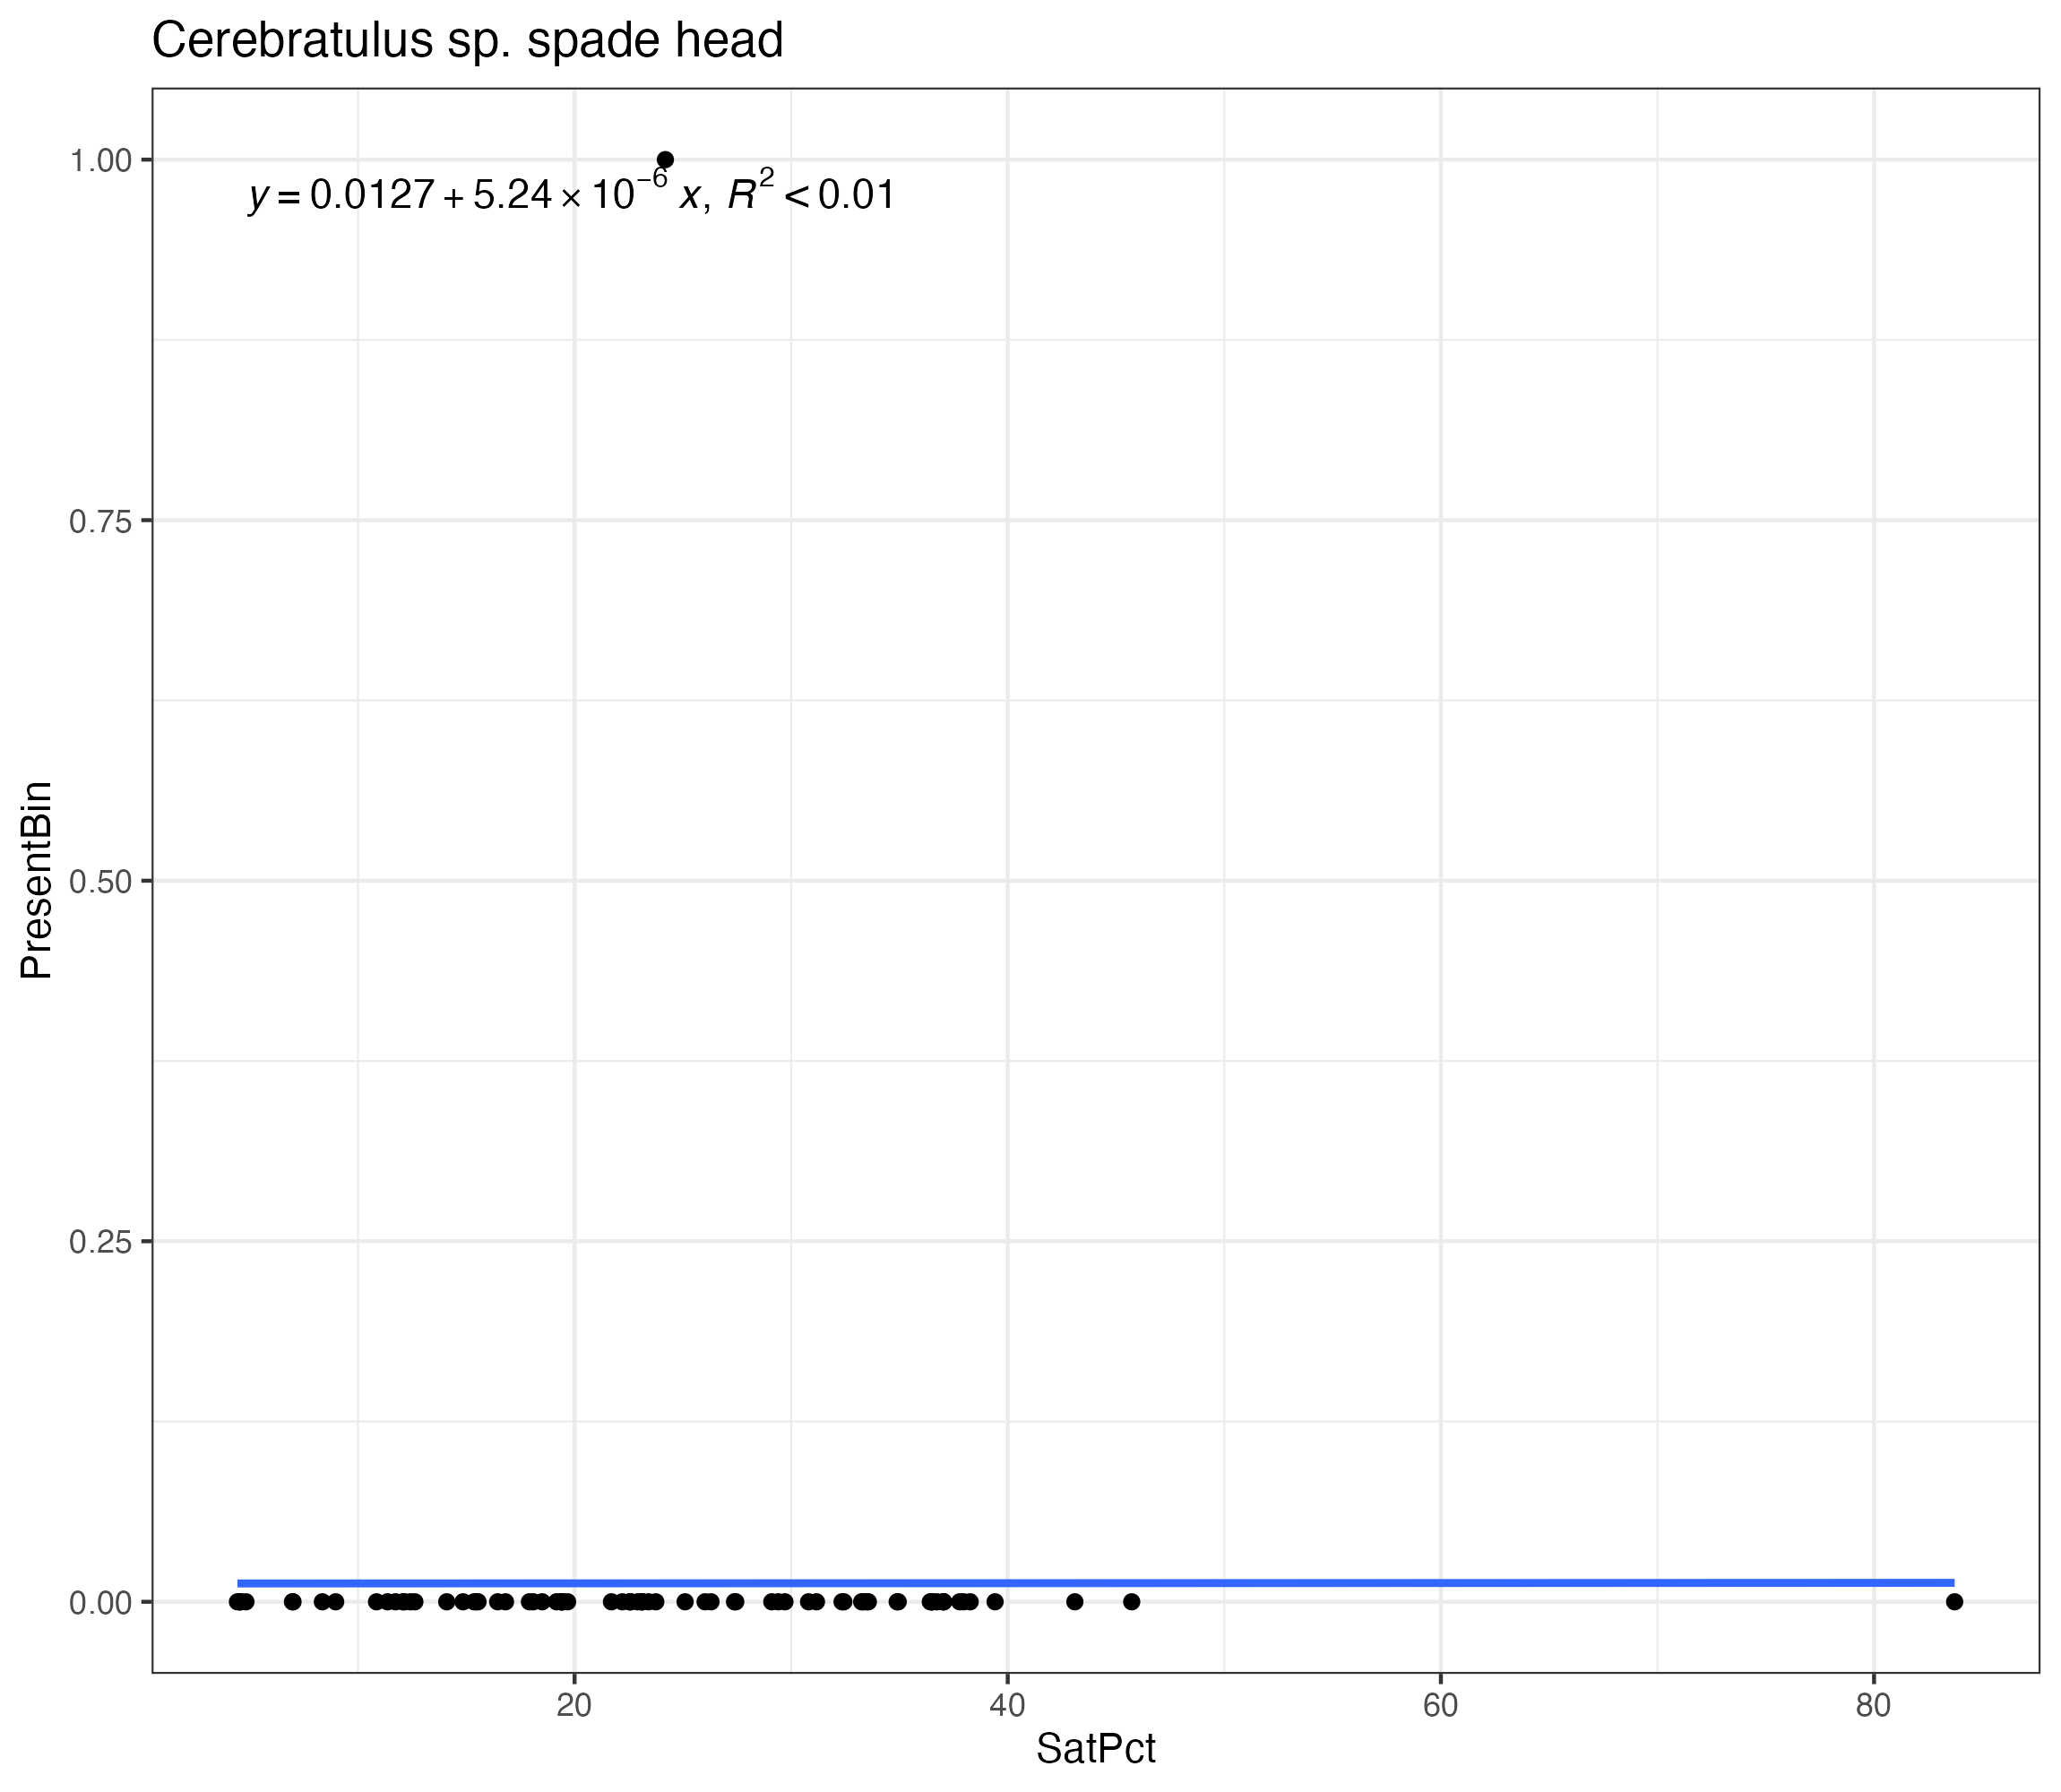 Cerebratulus sp. spade head
1.00
y = 0.0127 + 5.24 × 10⁻⁶ x, R² < 0.01
0.75
PresentBin
0.50
0.25
0.00
20 40 60 80
SatPct